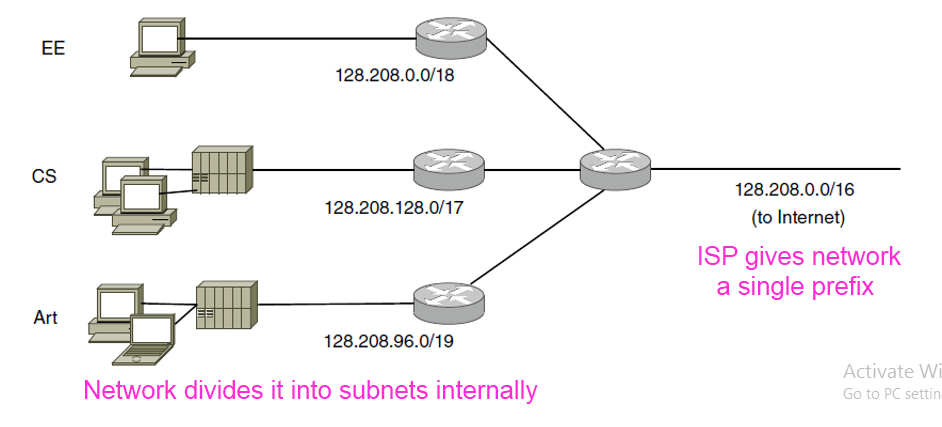 EE
128.208.0.0/18
CS
128.208.128.0/17
128.208.0.0/16
(to Internet)
ISP gives network
a single prefix
Art
128.208.96.0/19
Network divides it into subnets internally
Activate Wi
Go to PC settin